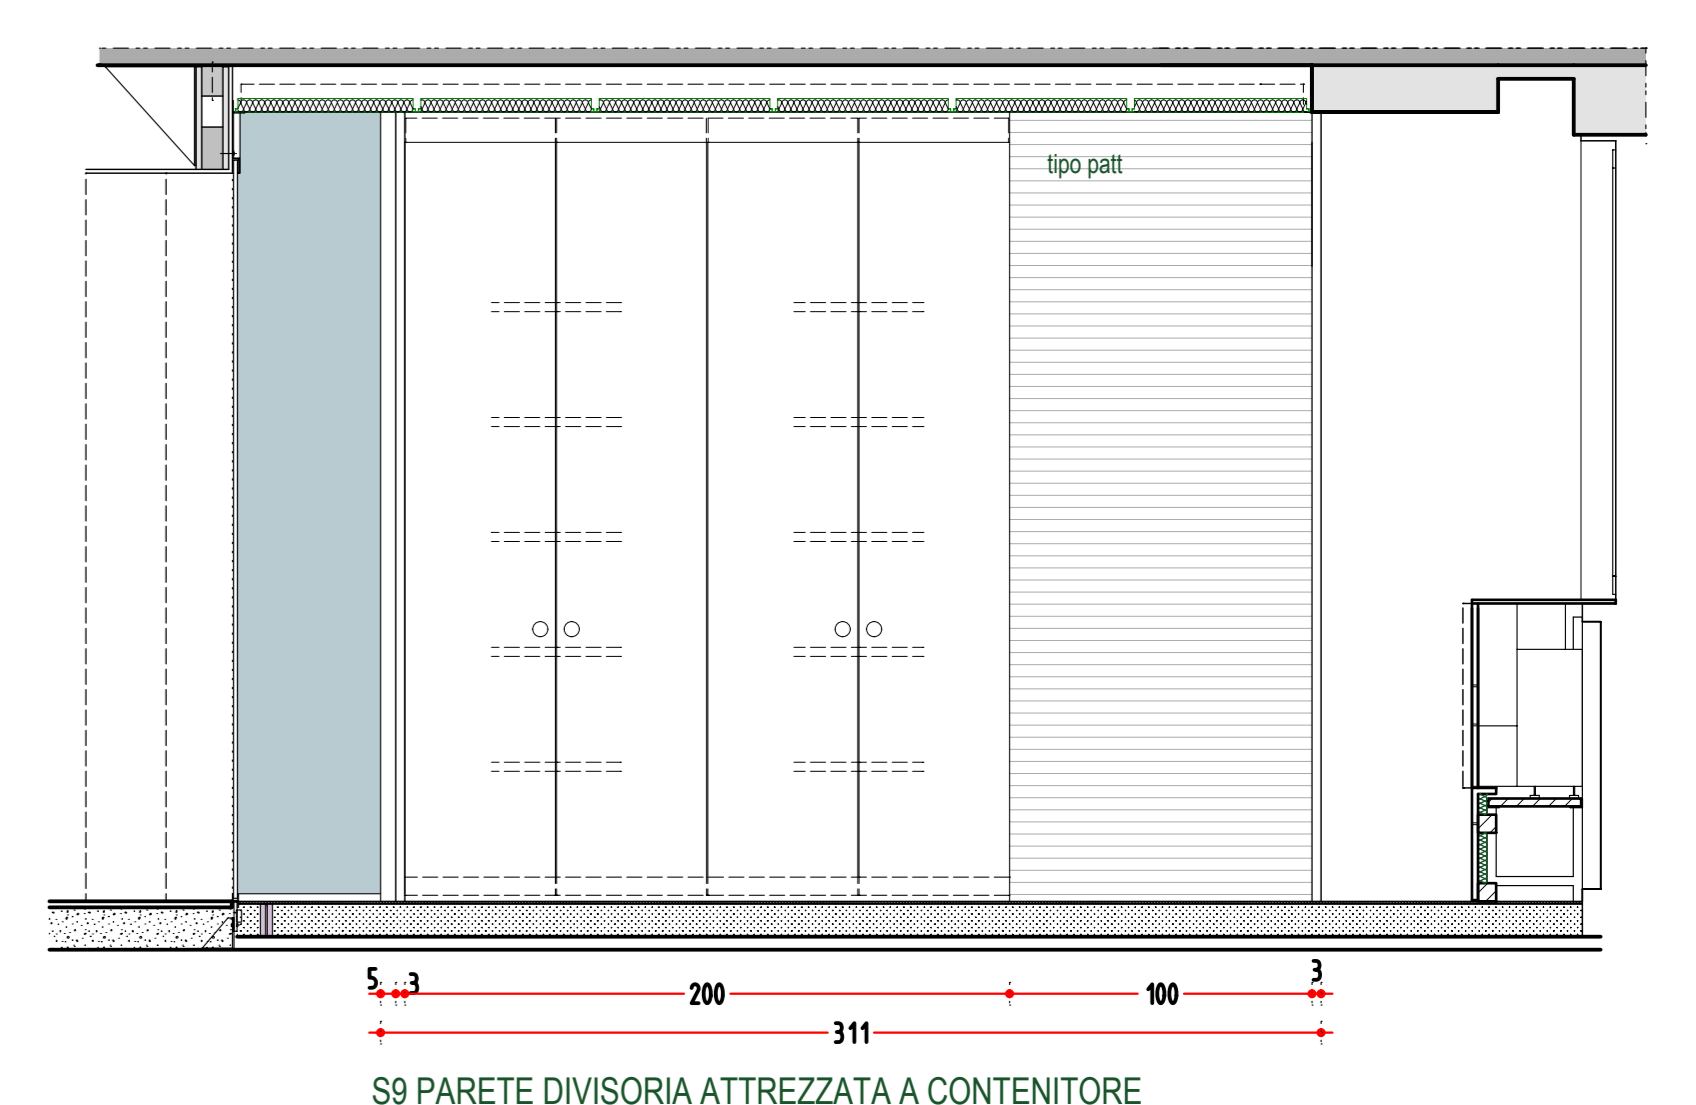 tipo patt
5 3 200 100 3
311
S9 PARETE DIVISORIA ATTREZZATA A CONTENITORE